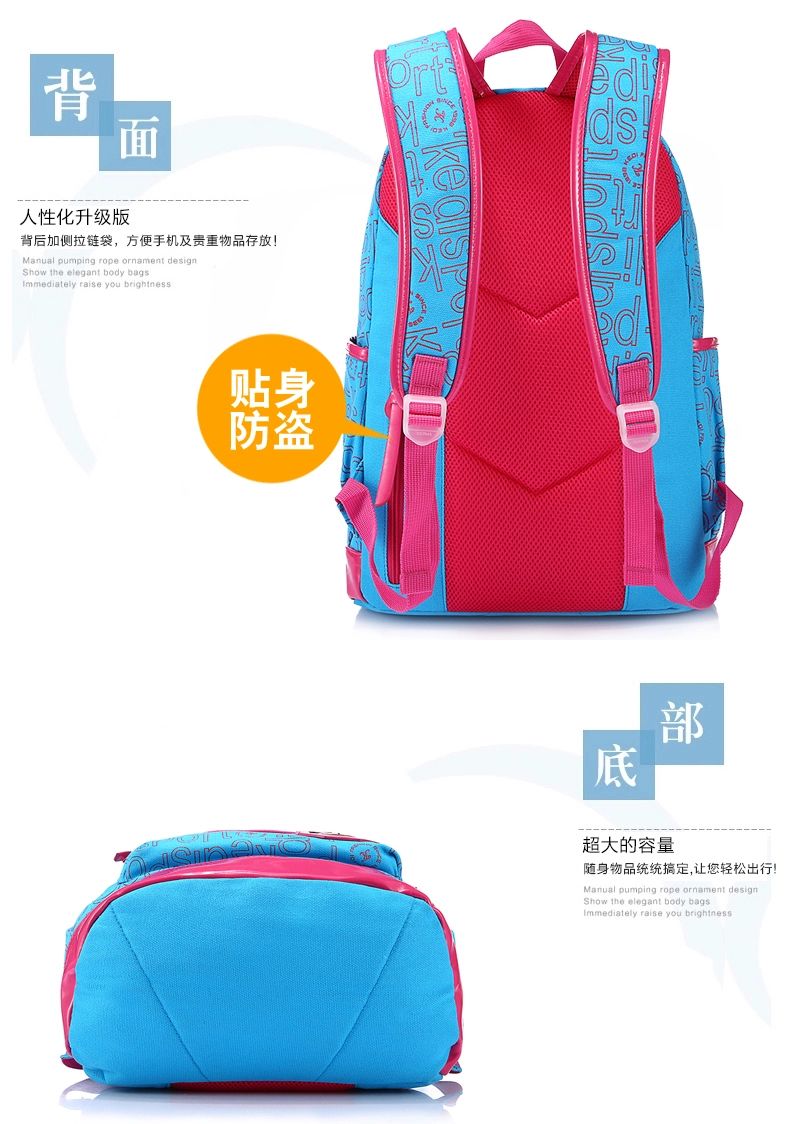 背面
人性化升级版
背后加侧拉链袋，方便手机及贵重物品存放!
Manual pumping rope ornament design
Show the elegant body bags
Immediately raise you brightness
贴身
防盗
底部
超大的容量
随身物品统统搞定,让您轻松出行!
Manual pumping rope ornament design
Show the elegant body bags
Immediately raise you brightness